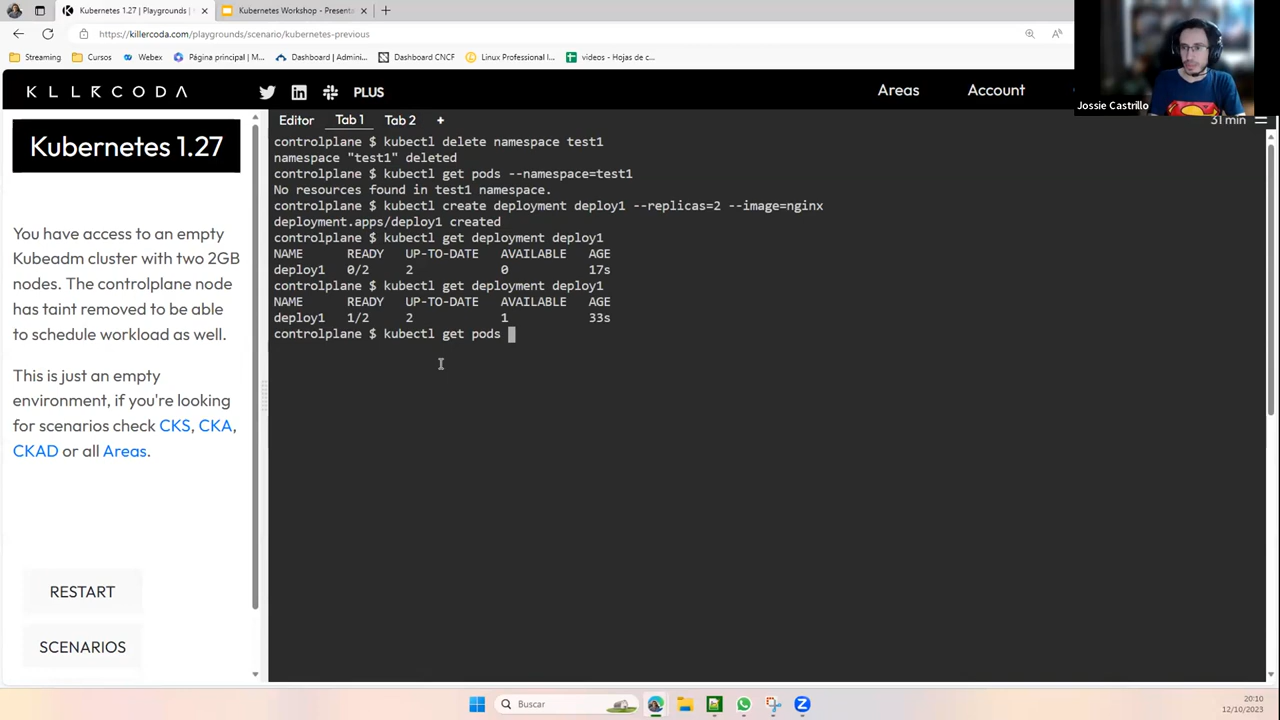 Kubernetes 1.27 | Playgrounds |
Kubernetes Workshop - Presenta
https://killercoda.com/playgrounds/scenario/kubernetes-previous
Streaming
Cursos
Webex
Página principal | M...
Dashboard | Admini...
Dashboard CNCF
Linux Professional I...
videos - Hojas de c...
Jossie Castrillo
KLLRCODA
PLUS
Areas
Account
Kubernetes 1.27
You have access to an empty
Kubeadm cluster with two 2GB
nodes. The controlplane node
has taint removed to be able
to schedule workload as well.
This is just an empty
environment, if you're looking
for scenarios check CKS, CKA,
CKAD or all Areas.
RESTART
SCENARIOS
Editor
Tab 1
Tab 2
+
31 min
controlplane $ kubectl delete namespace test1
namespace "test1" deleted
controlplane $ kubectl get pods --namespace=test1
No resources found in test1 namespace.
controlplane $ kubectl create deployment deploy1 --replicas=2 --image=nginx
deployment.apps/deploy1 created
controlplane $ kubectl get deployment deploy1
NAME READY UP-TO-DATE AVAILABLE AGE
deploy1 0/2 2 0 17s
controlplane $ kubectl get deployment deploy1
NAME READY UP-TO-DATE AVAILABLE AGE
deploy1 1/2 2 1 33s
controlplane $ kubectl get pods
Buscar
20:10
12/10/2023